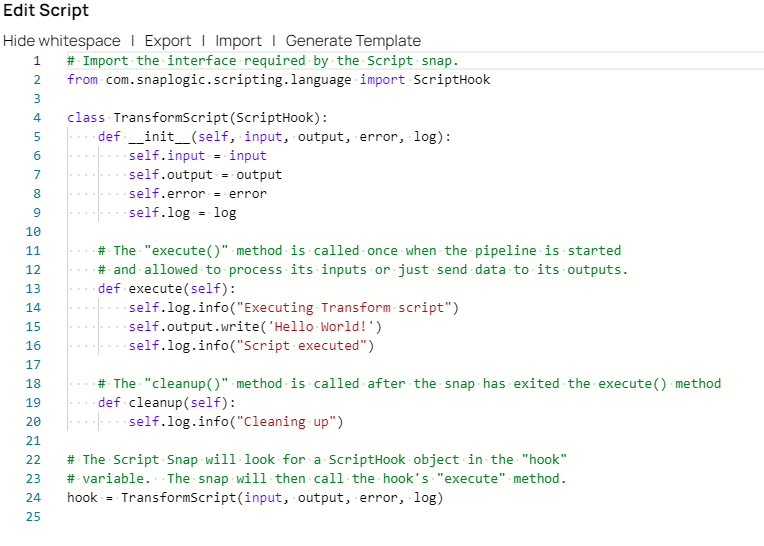 Edit Script
Hide whitespace | Export | Import | Generate Template
1 # Import the interface required by the Script snap.
2 from com.snaplogic.scripting.language import ScriptHook
3
4 class TransformScript(ScriptHook):
5     def __init__(self, input, output, error, log):
6         self.input = input
7         self.output = output
8         self.error = error
9         self.log = log
10
11     # The "execute()" method is called once when the pipeline is started
12     # and allowed to process its inputs or just send data to its outputs.
13     def execute(self):
14         self.log.info("Executing Transform script")
15         self.output.write('Hello World!')
16         self.log.info("Script executed")
17
18     # The "cleanup()" method is called after the snap has exited the execute() method
19     def cleanup(self):
20         self.log.info("Cleaning up")
21
22 # The Script Snap will look for a ScriptHook object in the "hook"
23 # variable.  The snap will then call the hook's "execute" method.
24 hook = TransformScript(input, output, error, log)
25